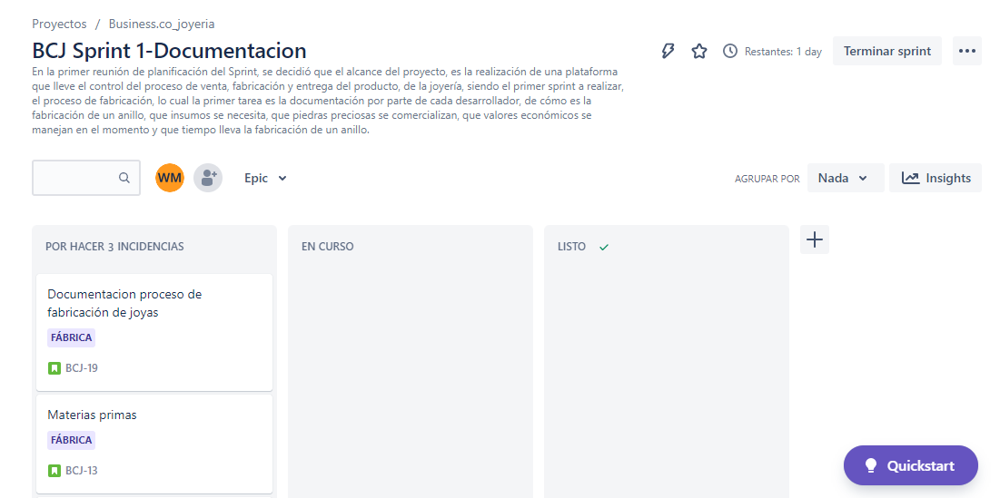 Proyectos / Business.co_joyeria
BCJ Sprint 1-Documentacion
Restantes: 1 day
Terminar sprint
En la primer reunión de planificación del Sprint, se decidió que el alcance del proyecto, es la realización de una plataforma
que lleve el control del proceso de venta, fabricación y entrega del producto, de la joyería, siendo el primer sprint a realizar,
el proceso de fabricación, lo cual la primer tarea es la documentación por parte de cada desarrollador, de cómo es la
fabricación de un anillo, que insumos se necesita, que piedras preciosas se comercializan, que valores económicos se
manejan en el momento y que tiempo lleva la fabricación de un anillo.
WM
Epic
AGRUPAR POR
Nada
Insights
POR HACER 3 INCIDENCIAS
EN CURSO
LISTO
Documentacion proceso de
fabricación de joyas
FÁBRICA
BCJ-19
Materias primas
FÁBRICA
BCJ-13
Quickstart